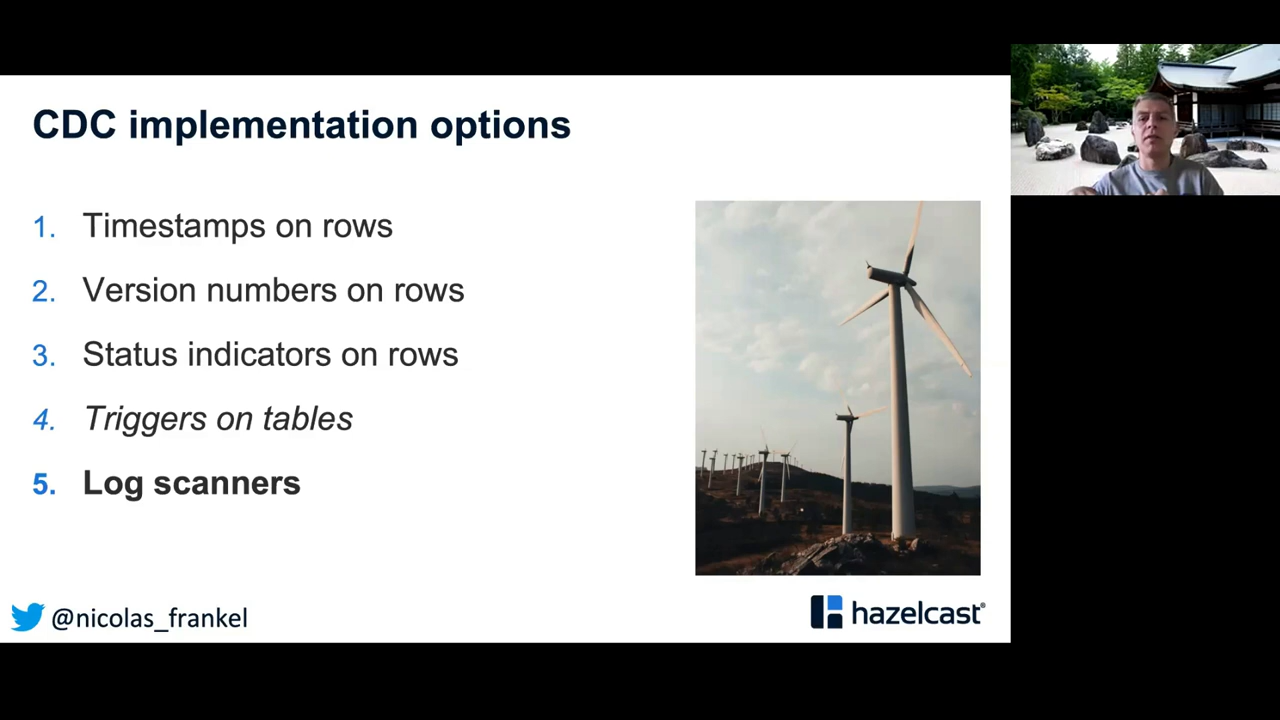 CDC implementation options
1. Timestamps on rows
2. Version numbers on rows
3. Status indicators on rows
4. Triggers on tables
5. Log scanners
@nicolas_frankel
hazelcast®